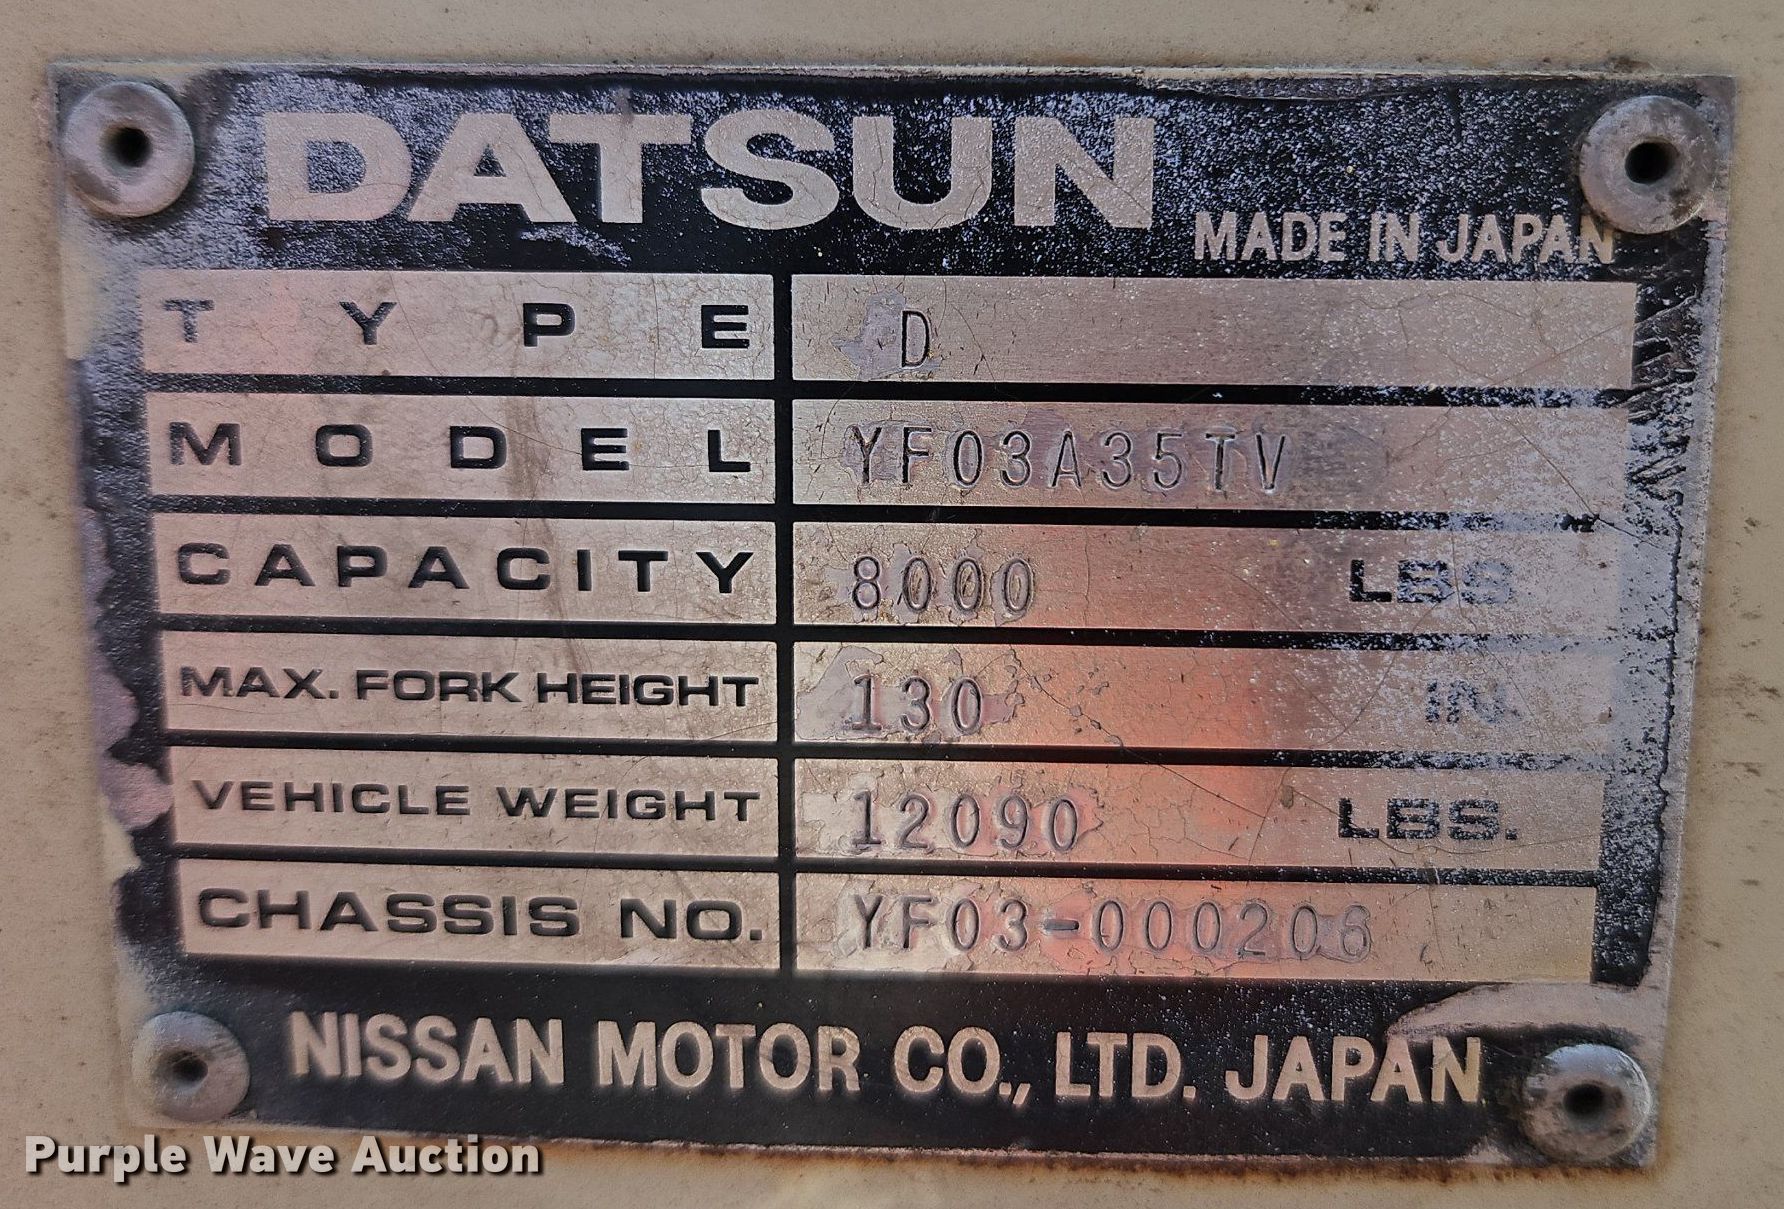 DATSUN MADE IN JAPAN
TYPE D
MODEL YF03A35TV
CAPACITY 8000 LBS
MAX. FORK HEIGHT 130 IN.
VEHICLE WEIGHT 12090 LBS.
CHASSIS NO. YF03-000206
NISSAN MOTOR CO., LTD. JAPAN
Purple Wave Auction